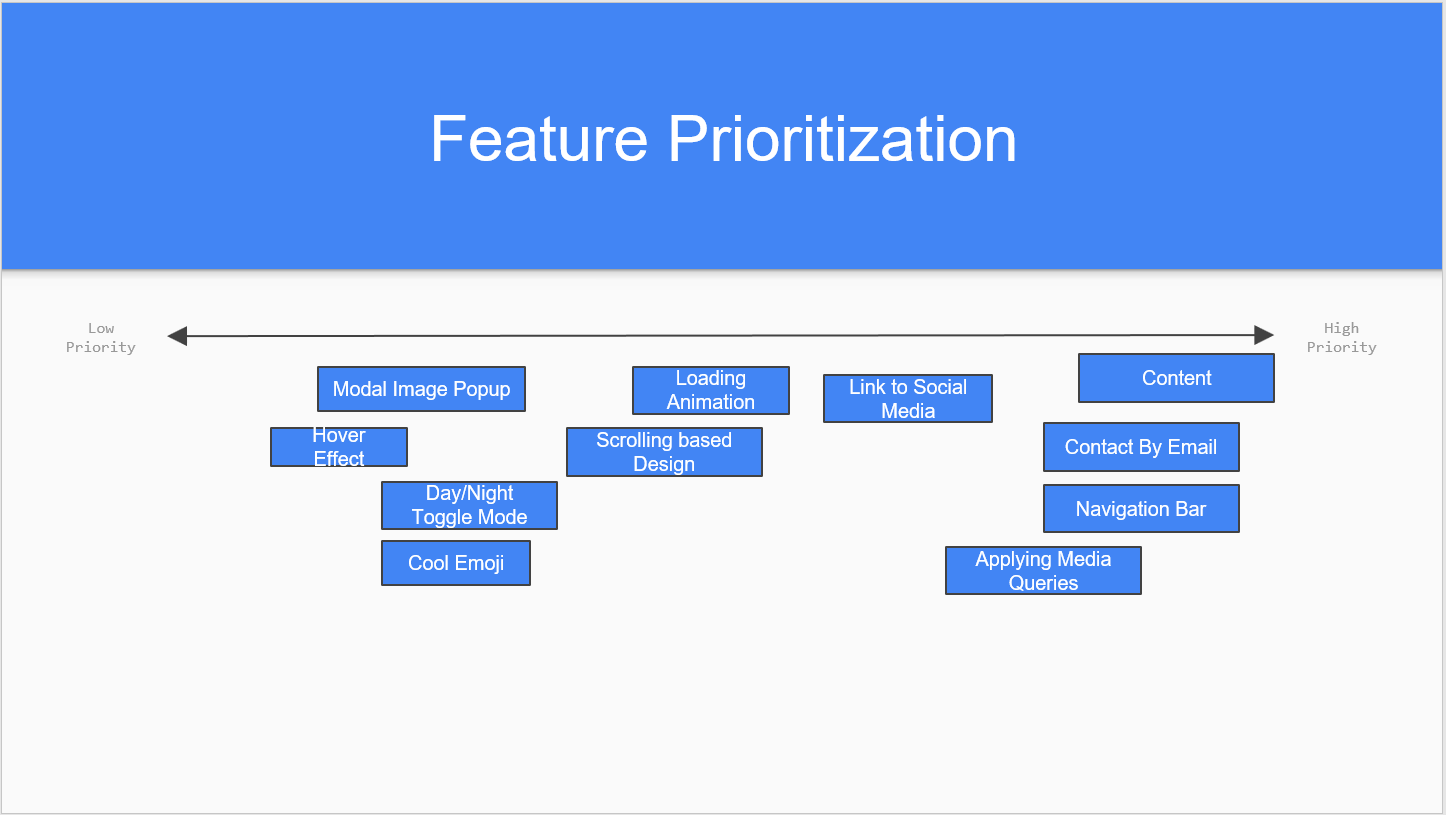 Feature Prioritization
Low
Priority
High
Priority
Modal Image Popup
Loading
Animation
Link to Social
Media
Content
Hover
Effect
Scrolling based
Design
Contact By Email
Day/Night
Toggle Mode
Navigation Bar
Cool Emoji
Applying Media
Queries